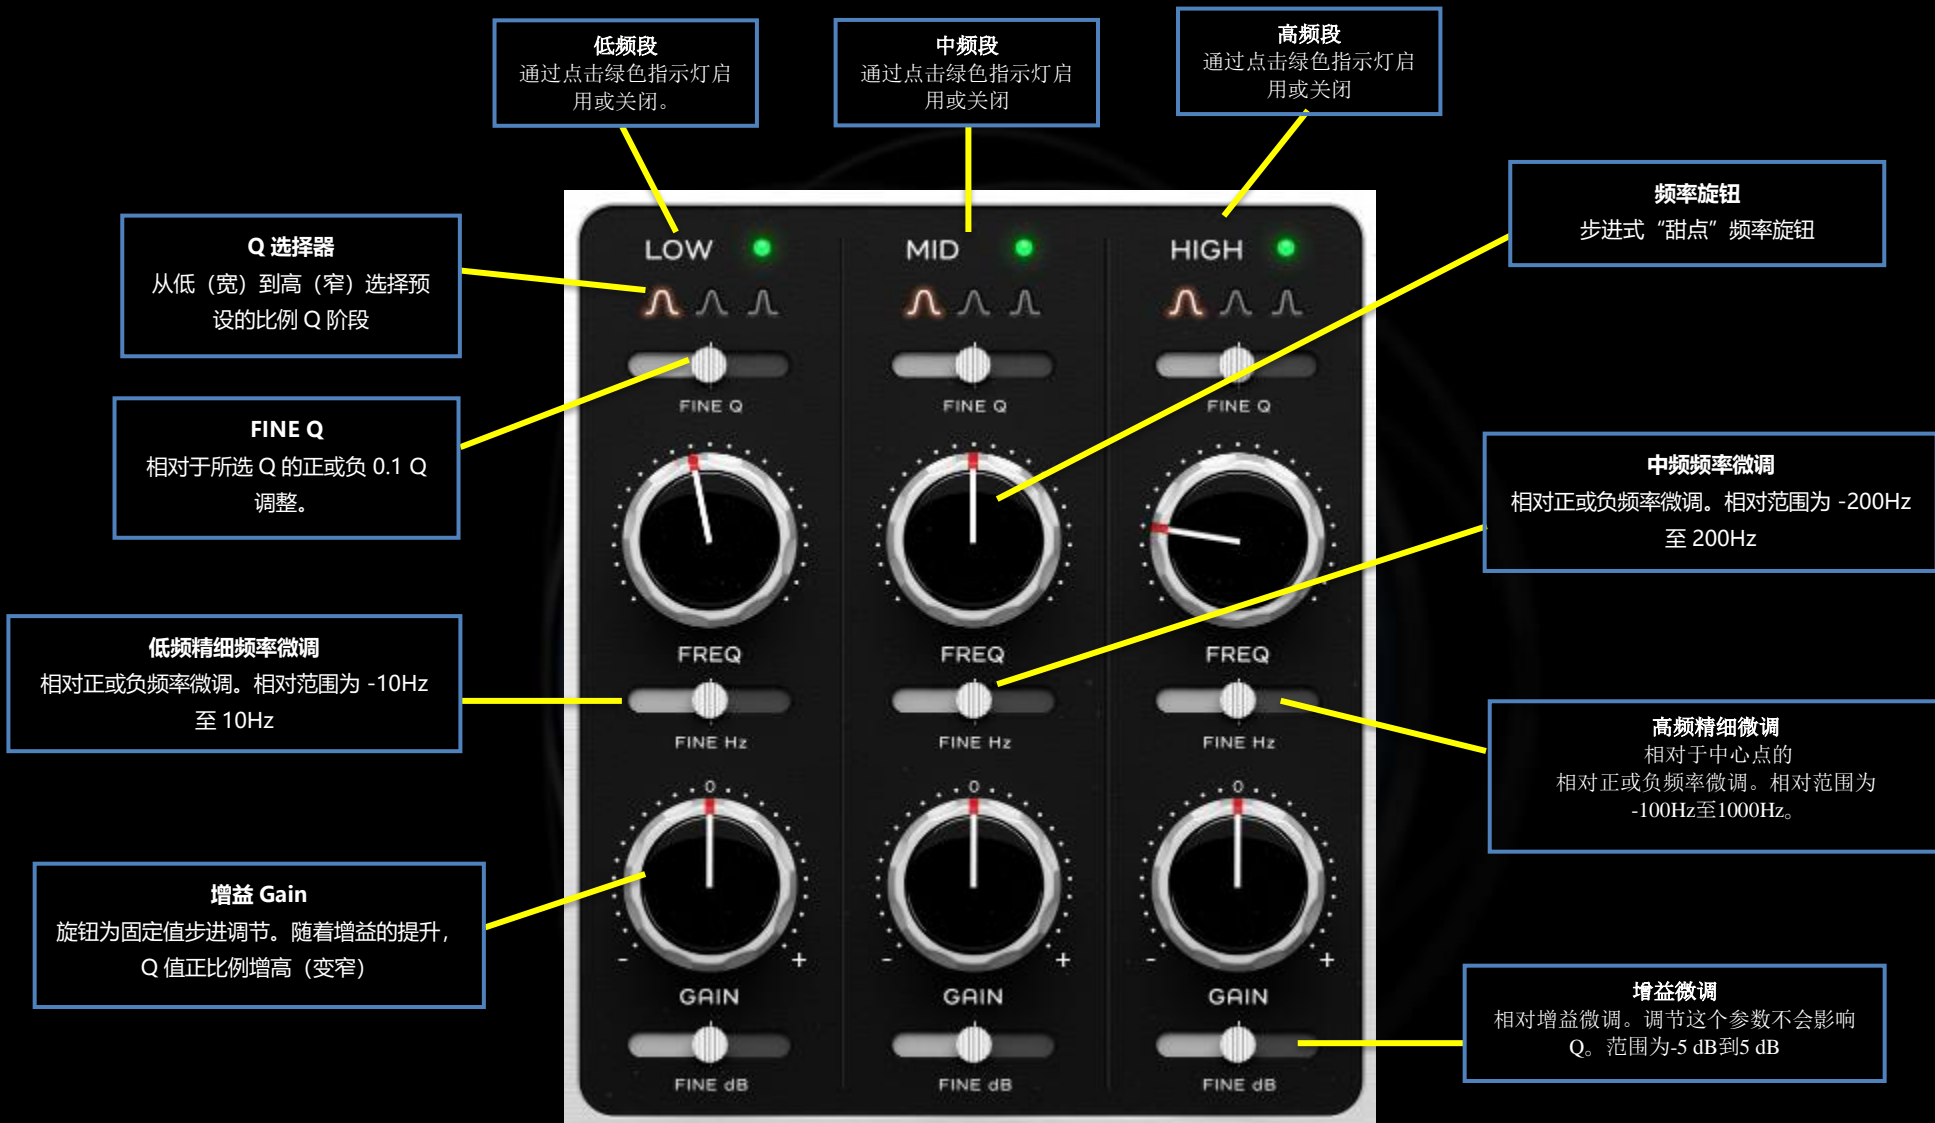 低频段
通过点击绿色指示灯启
用或关闭。
中频段
通过点击绿色指示灯启
用或关闭
高频段
通过点击绿色指示灯启
用或关闭
频率旋钮
步进式“甜点”频率旋钮
Q 选择器
从低（宽）到高（窄）选择预
设的比例 Q 阶段
FINE Q
相对于所选 Q 的正或负 0.1 Q
调整。
中频频率微调
相对正或负频率微调。相对范围为 -200Hz
至 200Hz
低频精细频率微调
相对正或负频率微调。相对范围为 -10Hz
至 10Hz
高频精细微调
相对于中心点的
相对正或负频率微调。相对范围为
-100Hz至1000Hz。
增益 Gain
旋钮为固定值步进调节。随着增益的提升，
Q 值正比例增高（变窄）
增益微调
相对增益微调。调节这个参数不会影响
Q。范围为-5 dB到5 dB
LOW MID HIGH
FINE Q FINE Q FINE Q
FREQ FREQ FREQ
FINE Hz FINE Hz FINE Hz
0 0 0
- + - + - +
GAIN GAIN GAIN
FINE dB FINE dB FINE dB